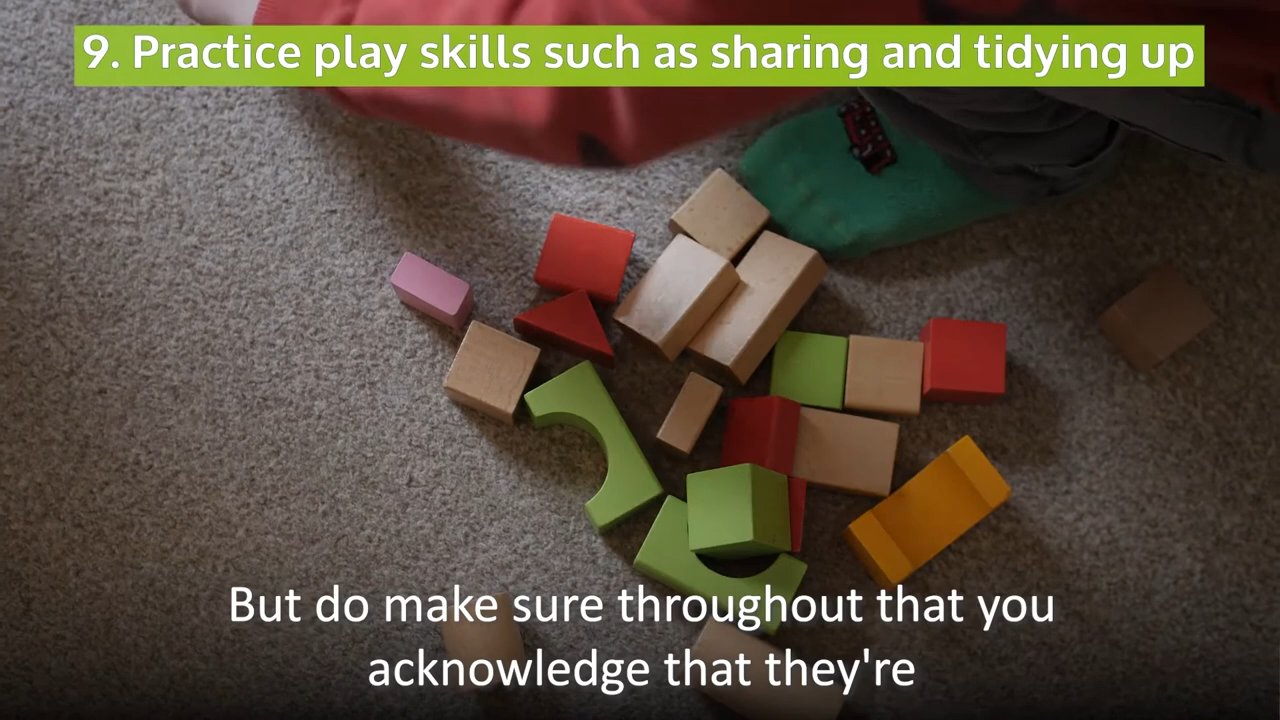 9. Practice play skills such as sharing and tidying up
But do make sure throughout that you
acknowledge that they're